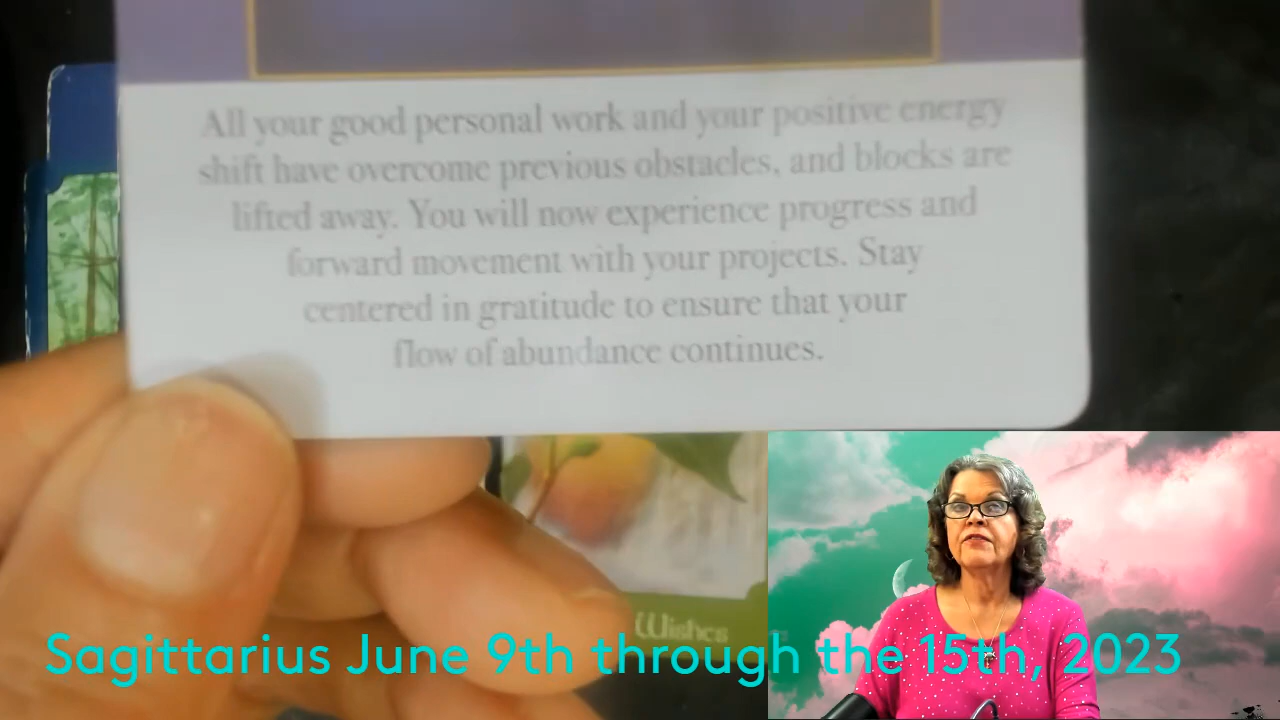 All your good personal work and your positive energy
shift have overcome previous obstacles, and blocks are
lifted away. You will now experience progress and
forward movement with your projects. Stay
centered in gratitude to ensure that your
flow of abundance continues.
Wishes
Sagittarius June 9th through the 15th, 2023